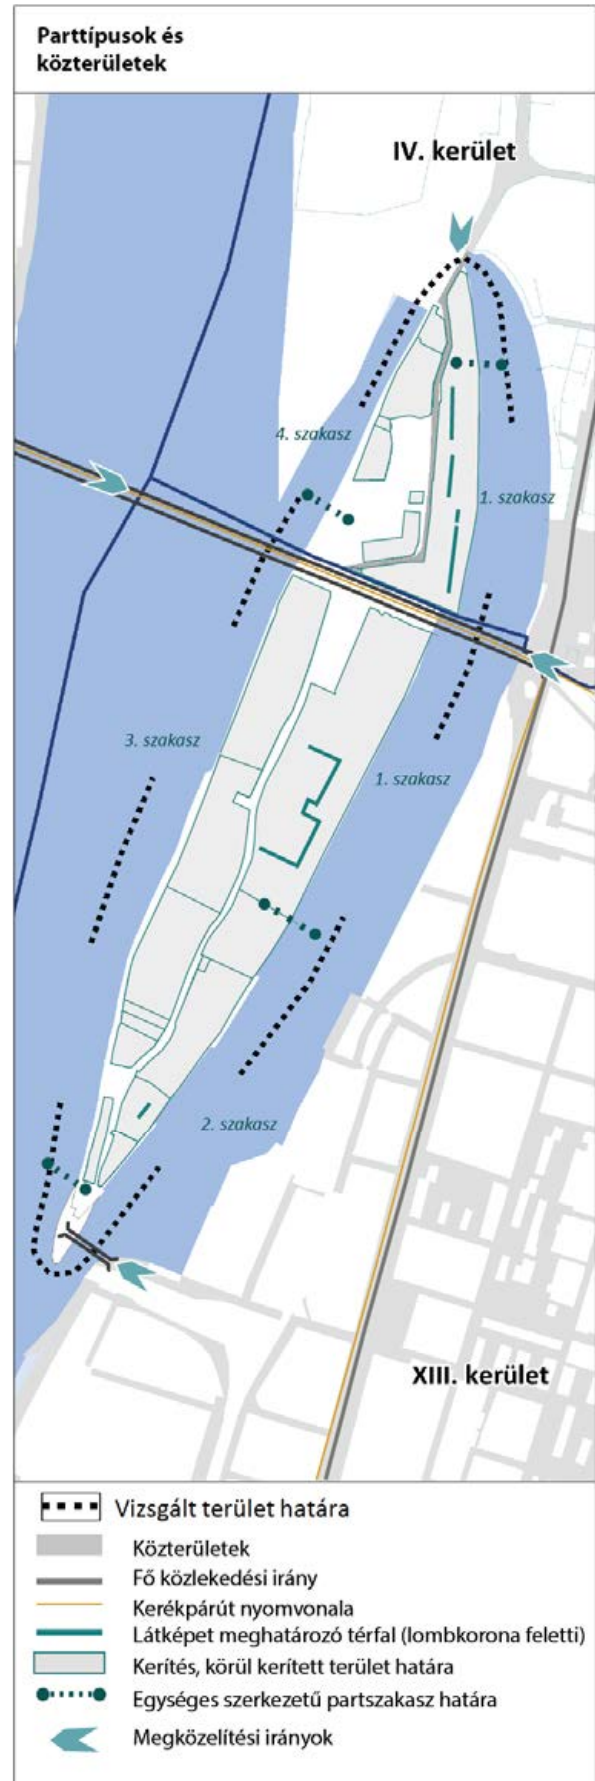 Parttípusok és
közterületek
IV. kerület
4. szakasz
1. szakasz
3. szakasz
1. szakasz
2. szakasz
XIII. kerület
Vizsgált terület határa
Közterületek
Fő közlekedési irány
Kerékpárút nyomvonala
Látképet meghatározó térfal (lombkorona feletti)
Kerítés, körül kerített terület határa
Egységes szerkezetű partszakasz határa
Megközelítési irányok